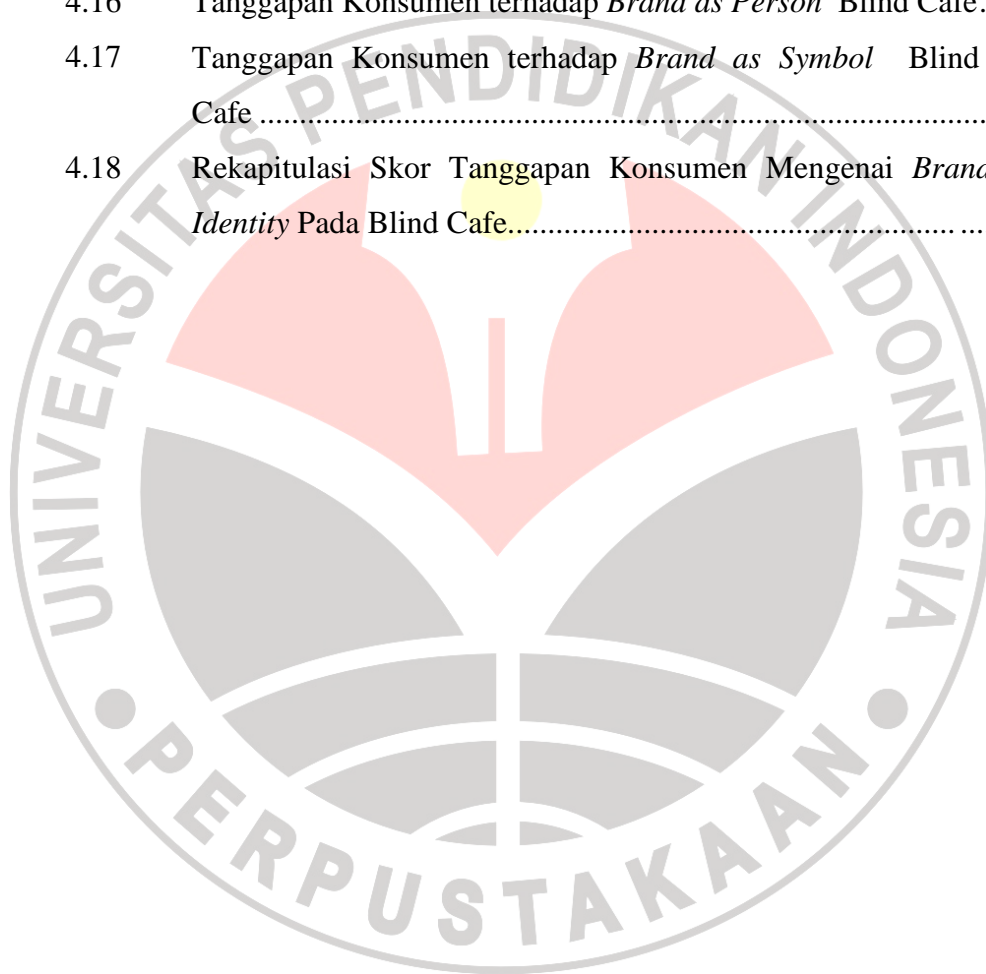 4.16 Tanggapan Konsumen terhadap Brand as Person Blind Cafe.
4.17 Tanggapan Konsumen terhadap Brand as Symbol Blind
Cafe ...........................................................................................
4.18 Rekapitulasi Skor Tanggapan Konsumen Mengenai Brand
Identity Pada Blind Cafe......................................................... ...
UNIVERSITAS PENDIDIKAN INDONESIA
PERPUSTAKAAN